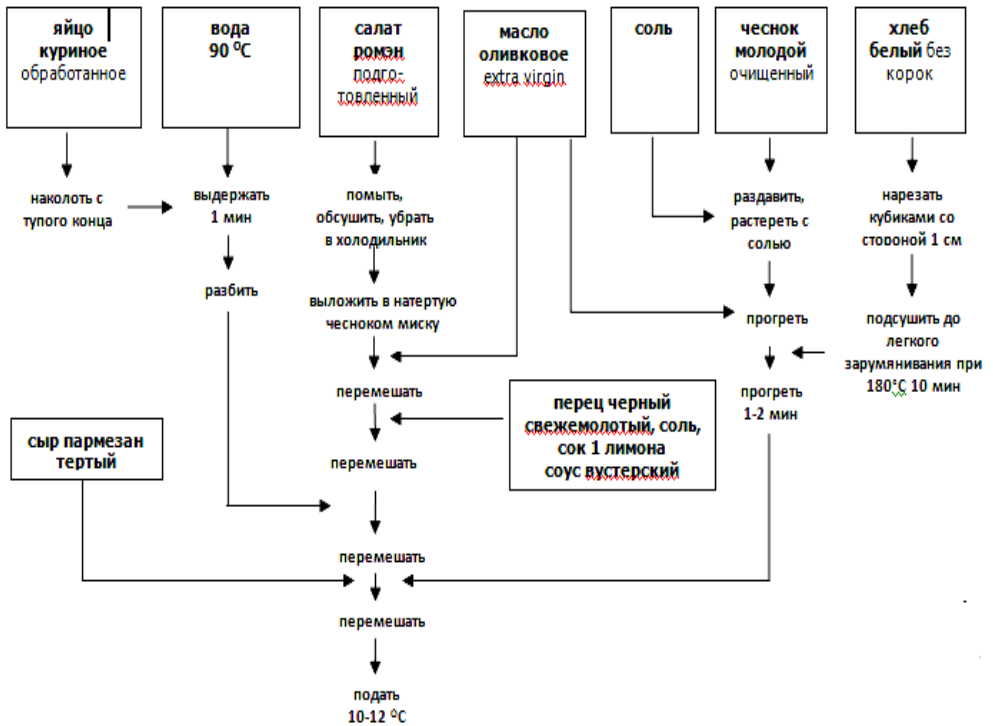 яйцо
куриное
обработанное
вода
90 ⁰С
салат
ромэн
подго-
товленный
масло
оливковое
extra virgin
соль
чеснок
молодой
очищенный
хлеб
белый без
корок
наколоть с
тупого конца
выдержать
1 мин
помыть,
обсушить, убрать
в холодильник
раздавить,
растереть с
солью
нарезать
кубиками со
стороной 1 см
разбить
выложить в натертую
чесноком миску
прогреть
подсушить до
легкого
зарумянивания при
180°С 10 мин
перемешать
прогреть
1-2 мин
перец черный
свежемолотый, соль,
сок 1 лимона
соус вустерский
сыр пармезан
тертый
перемешать
перемешать
перемешать
подать
10-12 ⁰С